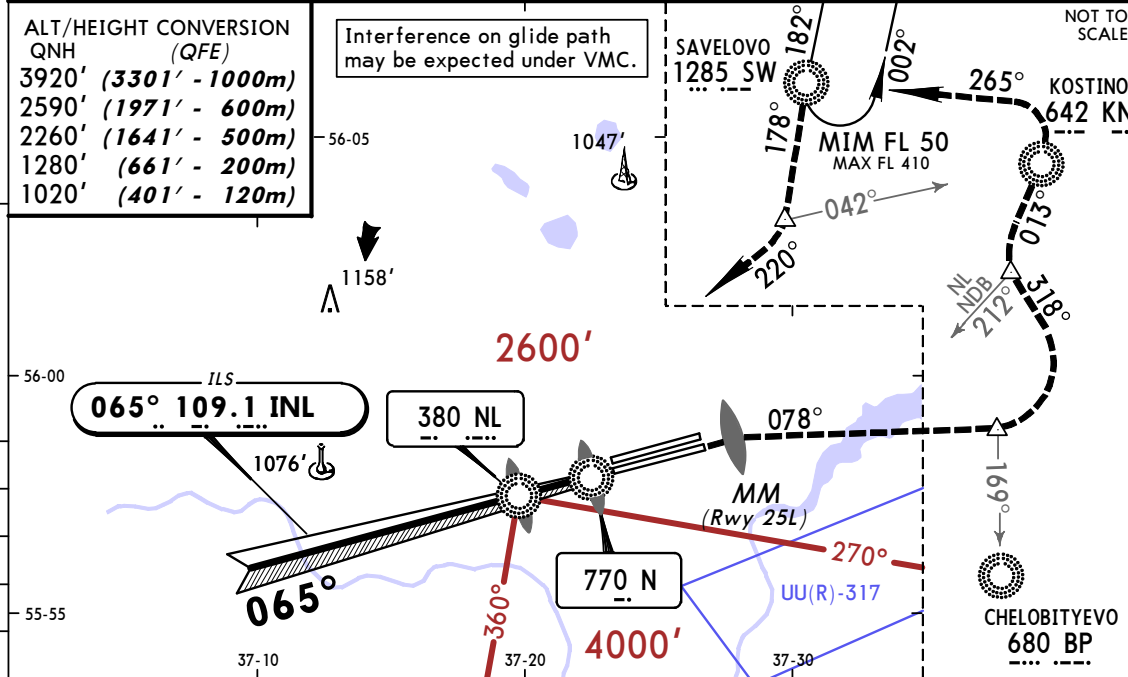 ALT/HEIGHT CONVERSION
QNH (QFE)
3920' (3301' - 1000m)
2590' (1971' - 600m)
2260' (1641' - 500m)
1280' (661' - 200m)
1020' (401' - 120m)
Interference on glide path
may be expected under VMC.
NOT TO
SCALE
SAVELOVO
1285 SW
182°
002°
265°
KOSTINO
642 KN
56-05
1047'
178°
MIM FL 50
MAX FL 410
042°
013°
220°
NL
NDB
212°
318°
1158'
2600'
56-00
ILS
065° 109.1 INL
380 NL
078°
1076'
MM
(Rwy 25L)
169°
270°
770 N
065°
360°
UU(R)-317
55-55
4000'
CHELOBITYEVO
680 BP
37-10
37-20
37-30